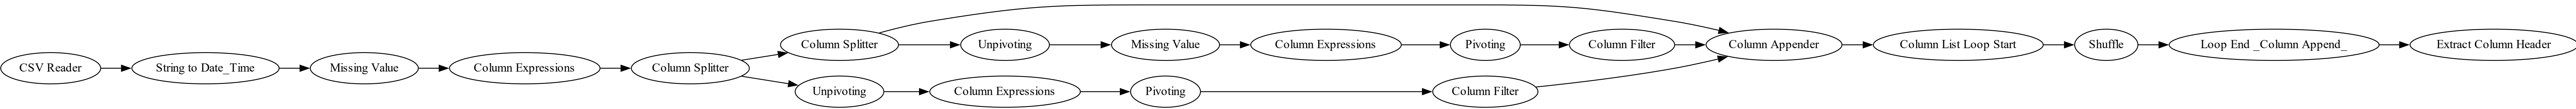 CSV Reader
String to Date_Time
Missing Value
Column Expressions
Column Splitter
Column Splitter
Unpivoting
Missing Value
Column Expressions
Pivoting
Column Filter
Unpivoting
Column Expressions
Pivoting
Column Filter
Column Appender
Column List Loop Start
Shuffle
Loop End _Column Append_
Extract Column Header